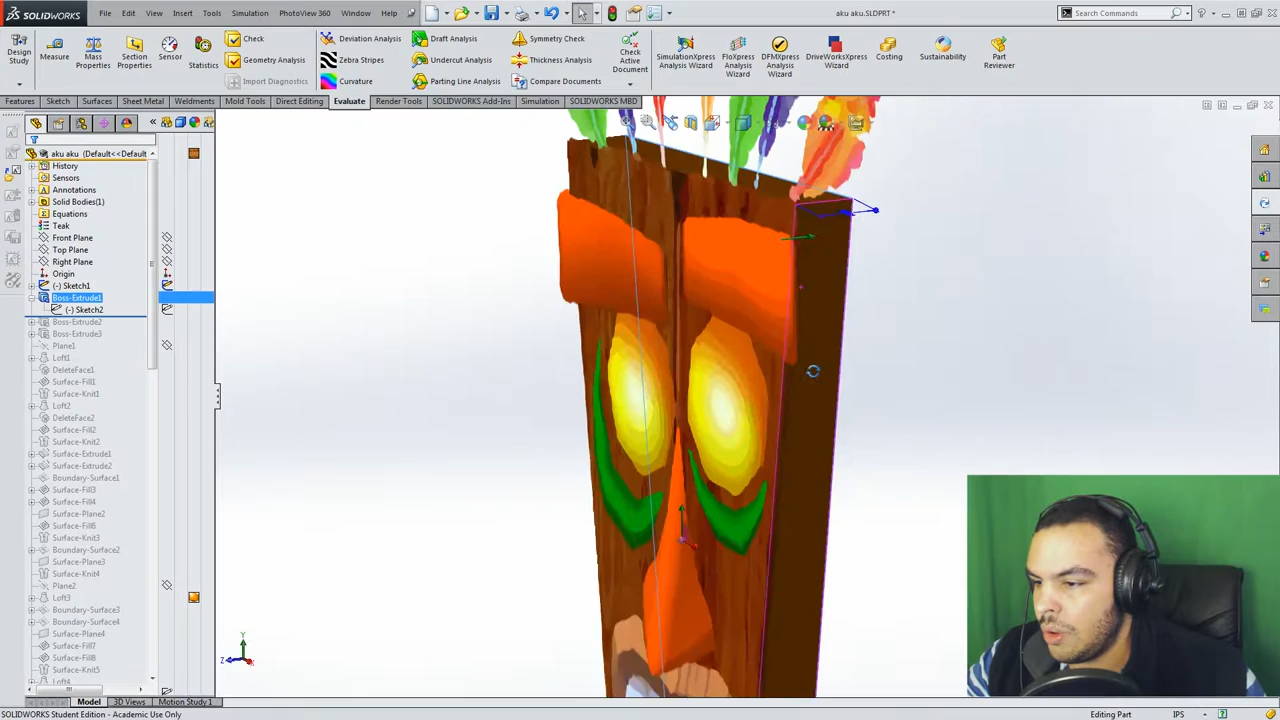 SOLIDWORKS File Edit View Insert Tools Simulation PhotoView 360 Window Help aku aku.SLDPRT * Search Commands
Design Study
Measure
Mass Properties
Section Properties
Sensor
Statistics
Check
Geometry Analysis
Import Diagnostics
Deviation Analysis
Zebra Stripes
Curvature
Draft Analysis
Undercut Analysis
Parting Line Analysis
Symmetry Check
Thickness Analysis
Compare Documents
Check Active Document
SimulationXpress Analysis Wizard
FloXpress Analysis Wizard
DFMXpress Analysis Wizard
DriveWorksXpress Wizard
Costing
Sustainability
Part Reviewer
Features Sketch Surfaces Sheet Metal Weldments Mold Tools Direct Editing Evaluate Render Tools SOLIDWORKS Add-Ins Simulation SOLIDWORKS MBD
aku aku (Default<<Default
History
Sensors
Annotations
Solid Bodies(1)
Equations
Teak
Front Plane
Top Plane
Right Plane
Origin
(-) Sketch1
Boss-Extrude1
(-) Sketch2
Boss-Extrude2
Boss-Extrude3
Plane1
Loft1
DeleteFace1
Surface-Fill1
Surface-Knit1
Loft2
DeleteFace2
Surface-Fill2
Surface-Knit2
Surface-Extrude1
Surface-Extrude2
Boundary-Surface1
Surface-Fill3
Surface-Fill4
Surface-Plane2
Surface-Fill6
Surface-Knit3
Boundary-Surface2
Surface-Plane3
Surface-Knit4
Plane2
Loft3
Boundary-Surface3
Boundary-Surface4
Surface-Plane4
Surface-Fill7
Surface-Fill8
Surface-Knit5
Loft4
Y
Z
X
Model 3D Views Motion Study 1
SOLIDWORKS Student Edition - Academic Use Only Editing Part IPS